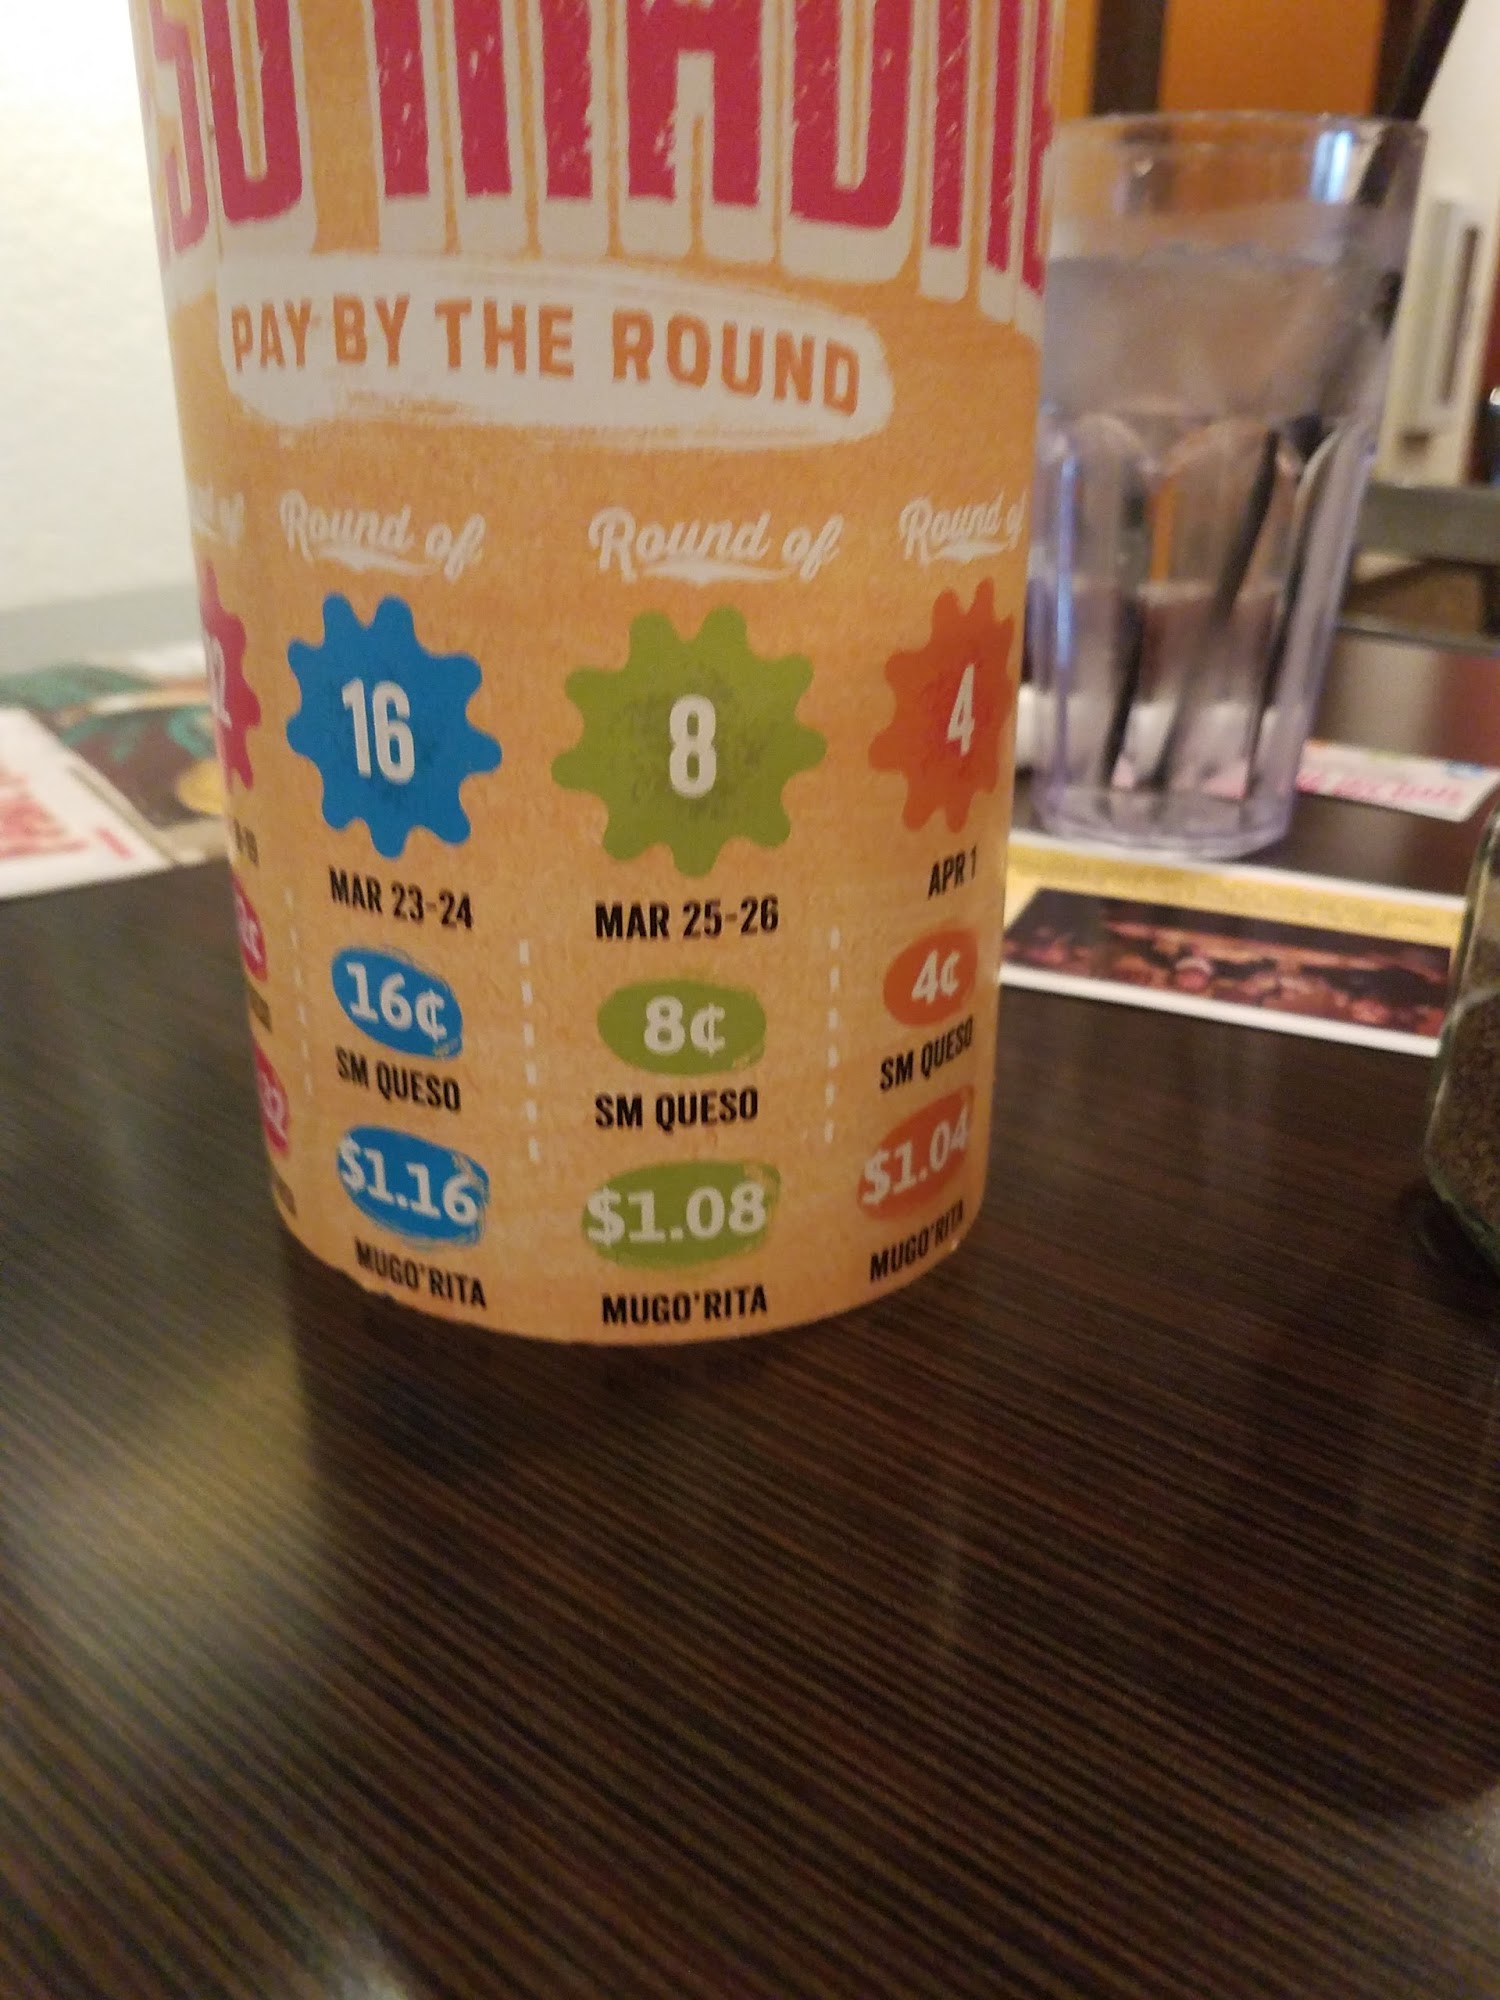 PAY BY THE ROUND
Round of
16
MAR 23-24
16¢
SM QUESO
$1.16
MUGO'RITA
Round of
8
MAR 25-26
8¢
SM QUESO
$1.08
MUGO'RITA
Round of
4
APR 1
4¢
SM QUESO
$1.04
MUGO'RITA